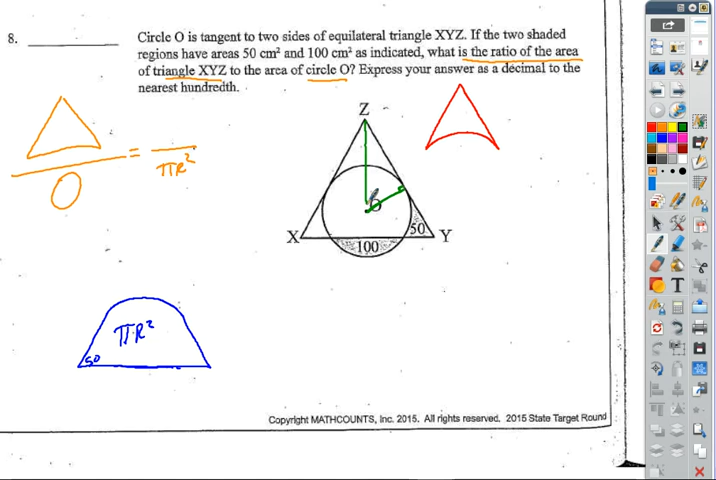 8. Circle O is tangent to two sides of equilateral triangle XYZ. If the two shaded
regions have areas 50 cm² and 100 cm² as indicated, what is the ratio of the area
of triangle XYZ to the area of circle O? Express your answer as a decimal to the
nearest hundredth.
Z
= πR²
O
50
X
Y
100
πR²
50
Copyright MATHCOUNTS, Inc. 2015. All rights reserved. 2015 State Target Round
T